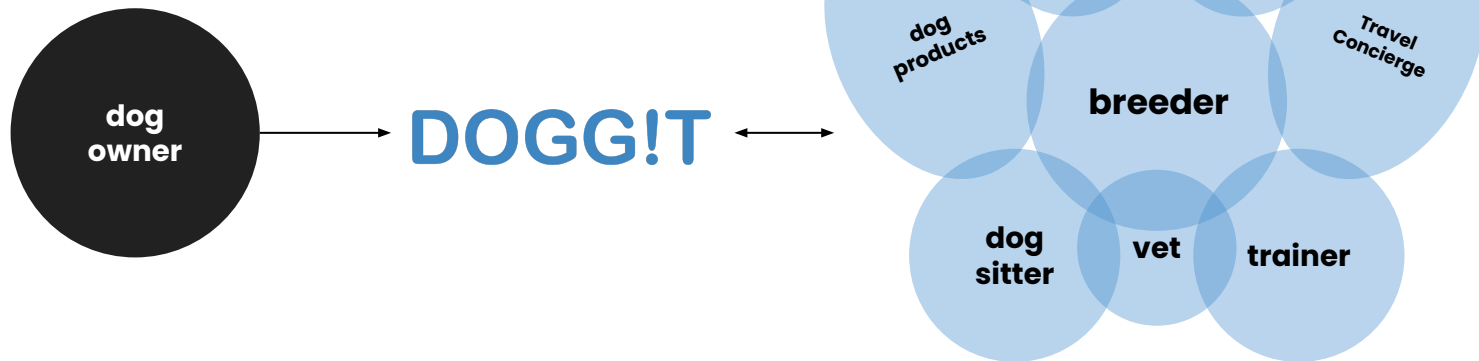 dog
owner
DOGG!T
dog
products
Travel
Concierge
breeder
dog
sitter
vet
trainer